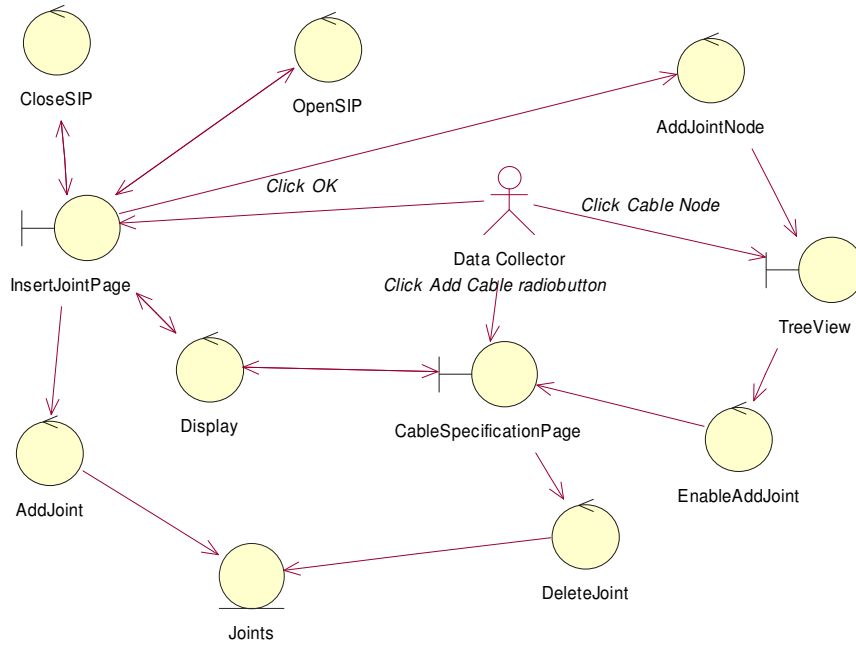 CloseSIP
OpenSIP
AddJointNode
Click OK
Click Cable Node
Data Collector
InsertJointPage
Click Add Cable radiobutton
TreeView
Display
CableSpecificationPage
AddJoint
EnableAddJoint
DeleteJoint
Joints